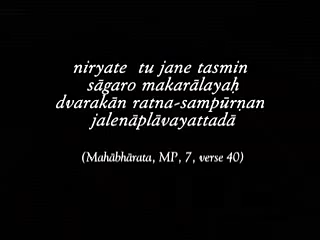 niryate tu jane tasmin
sāgaro makarālayaḥ
dvarakān ratna-sampūrṇan
jalenāplāvayattadā
(Mahābhārata, MP, 7, verse 40)